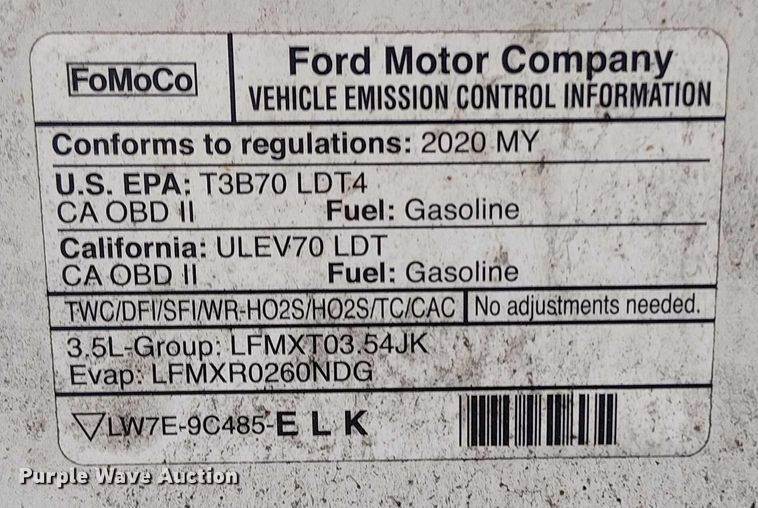 FoMoCo
Ford Motor Company
VEHICLE EMISSION CONTROL INFORMATION
Conforms to regulations: 2020 MY
U.S. EPA: T3B70 LDT4
CA OBD II Fuel: Gasoline
California: ULEV70 LDT
CA OBD II Fuel: Gasoline
TWC/DFI/SFI/WR-HO2S/HO2S/TC/CAC No adjustments needed.
3.5L-Group: LFMXT03.54JK
Evap: LFMXR0260NDG
LW7E-9C485-E L K
Purple Wave Auction